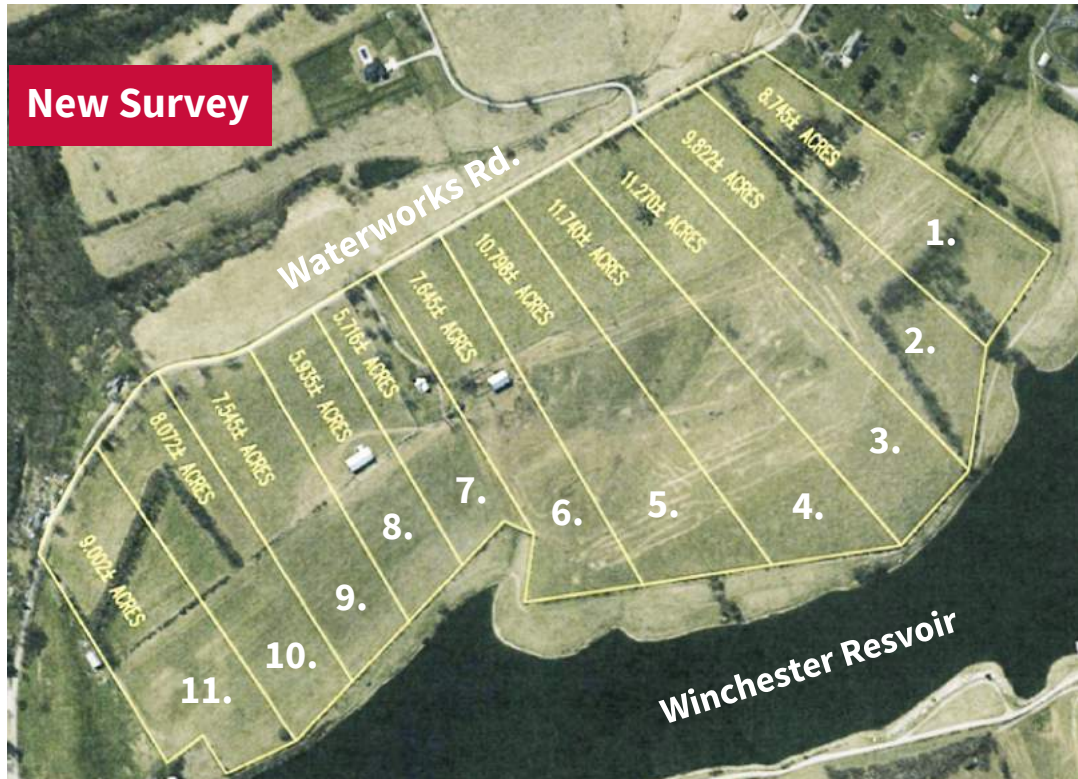 New Survey
Waterworks Rd.
8.745± ACRES
9.822± ACRES
11.270± ACRES
11.740± ACRES
10.798± ACRES
7.645± ACRES
5.716± ACRES
5.935± ACRES
7.545± ACRES
8.072± ACRES
9.002± ACRES
1.
2.
3.
4.
5.
6.
7.
8.
9.
10.
11.
Winchester Resvoir